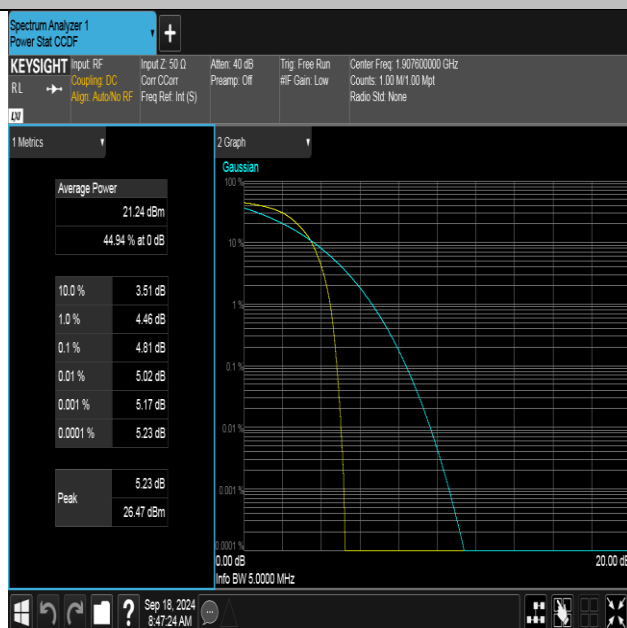 Spectrum Analyzer 1
Power Stat CCDF
+
KEYSIGHT
RL
LXI
Input: RF
Coupling: DC
Align: Auto/No RF
Input Z: 50 Ω
Corr CCorr
Freq Ref: Int (S)
Atten: 40 dB
Preamp: Off
Trig: Free Run
#IF Gain: Low
Center Freq: 1.907600000 GHz
Counts: 1.00 M/1.00 Mpt
Radio Std: None
1 Metrics
Average Power
21.24 dBm
44.94 % at 0 dB
10.0 % 3.51 dB
1.0 % 4.46 dB
0.1 % 4.81 dB
0.01 % 5.02 dB
0.001 % 5.17 dB
0.0001 % 5.23 dB
Peak
5.23 dB
26.47 dBm
2 Graph
Gaussian
100 %
10 %
1 %
0.1 %
0.01 %
0.001 %
0.0001 %
0.00 dB
20.00 dB
Info BW 5.0000 MHz
?
Sep 18, 2024
8:47:24 AM